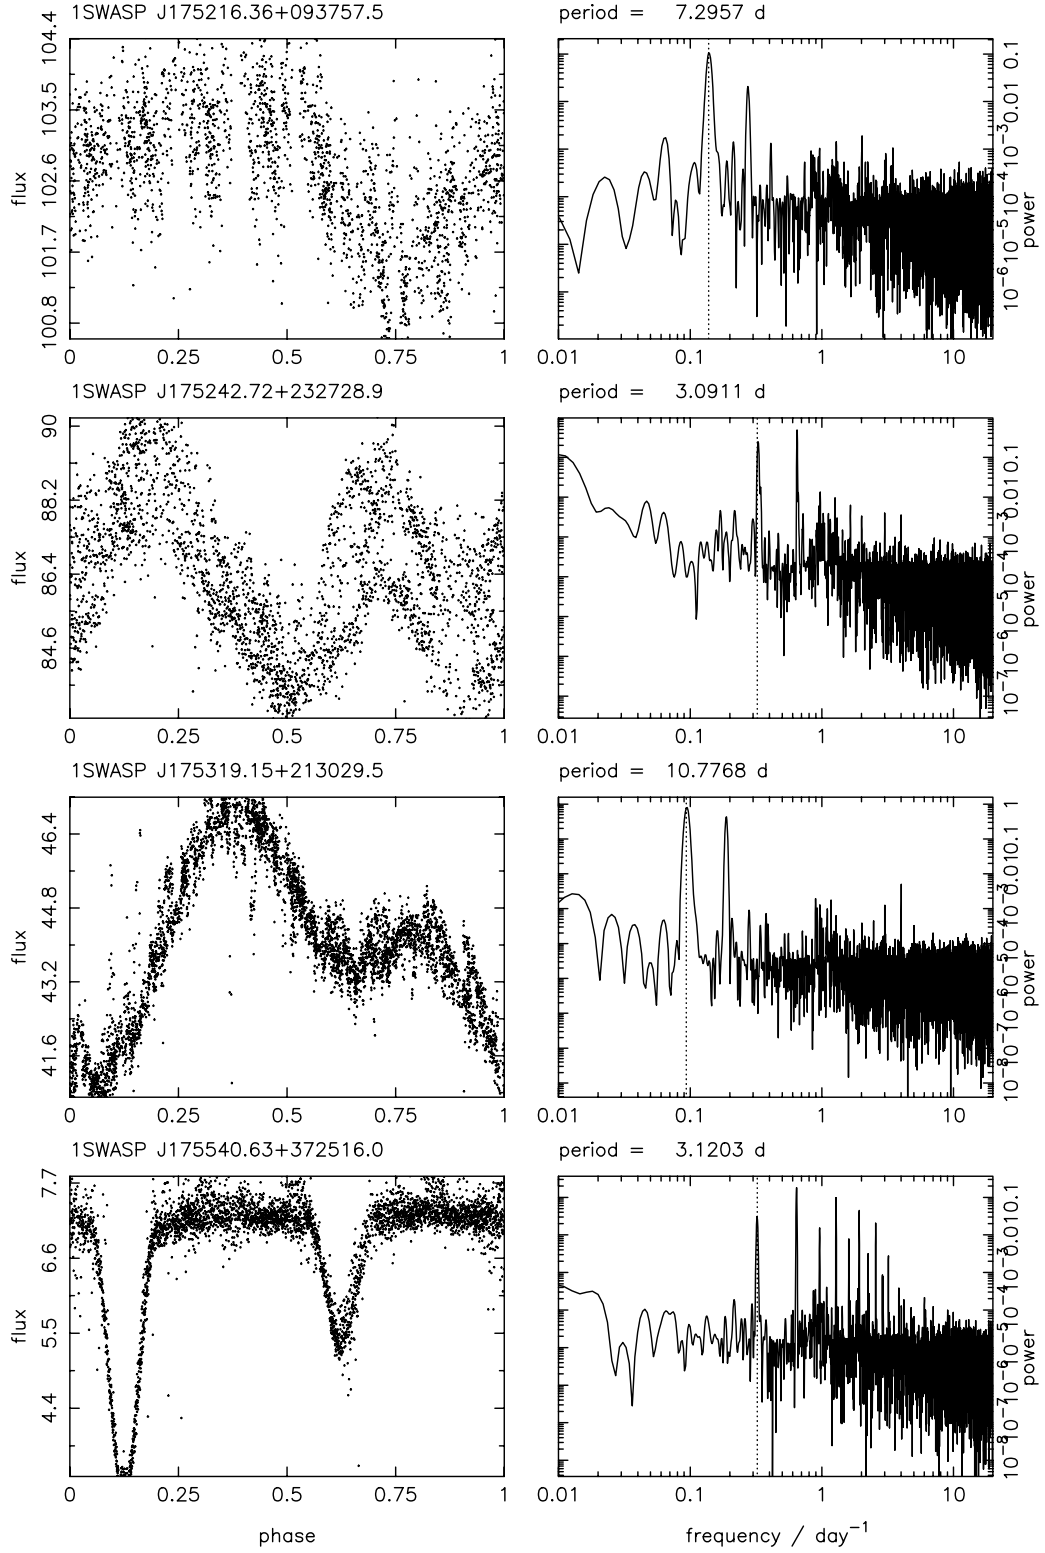 1SWASP J175216.36+093757.5
period = 7.2957 d
flux
104.4
103.5
102.6
101.7
100.8
0 0.25 0.5 0.75 1
0.1
0.01
10⁻³
10⁻⁴
10⁻⁵
10⁻⁶
power
0.01 0.1 1 10
1SWASP J175242.72+232728.9
period = 3.0911 d
flux
90
88.2
86.4
84.6
0 0.25 0.5 0.75 1
0.1
0.01
10⁻³
10⁻⁴
10⁻⁵
10⁻⁶
10⁻⁷
power
0.01 0.1 1 10
1SWASP J175319.15+213029.5
period = 10.7768 d
flux
46.4
44.8
43.2
41.6
0 0.25 0.5 0.75 1
1
0.1
0.01
10⁻³
10⁻⁴
10⁻⁵
10⁻⁶
10⁻⁷
10⁻⁸
power
0.01 0.1 1 10
1SWASP J175540.63+372516.0
period = 3.1203 d
flux
7.7
6.6
5.5
4.4
0 0.25 0.5 0.75 1
0.1
0.01
10⁻³
10⁻⁴
10⁻⁵
10⁻⁶
10⁻⁷
10⁻⁸
power
0.01 0.1 1 10
phase
frequency / day⁻¹